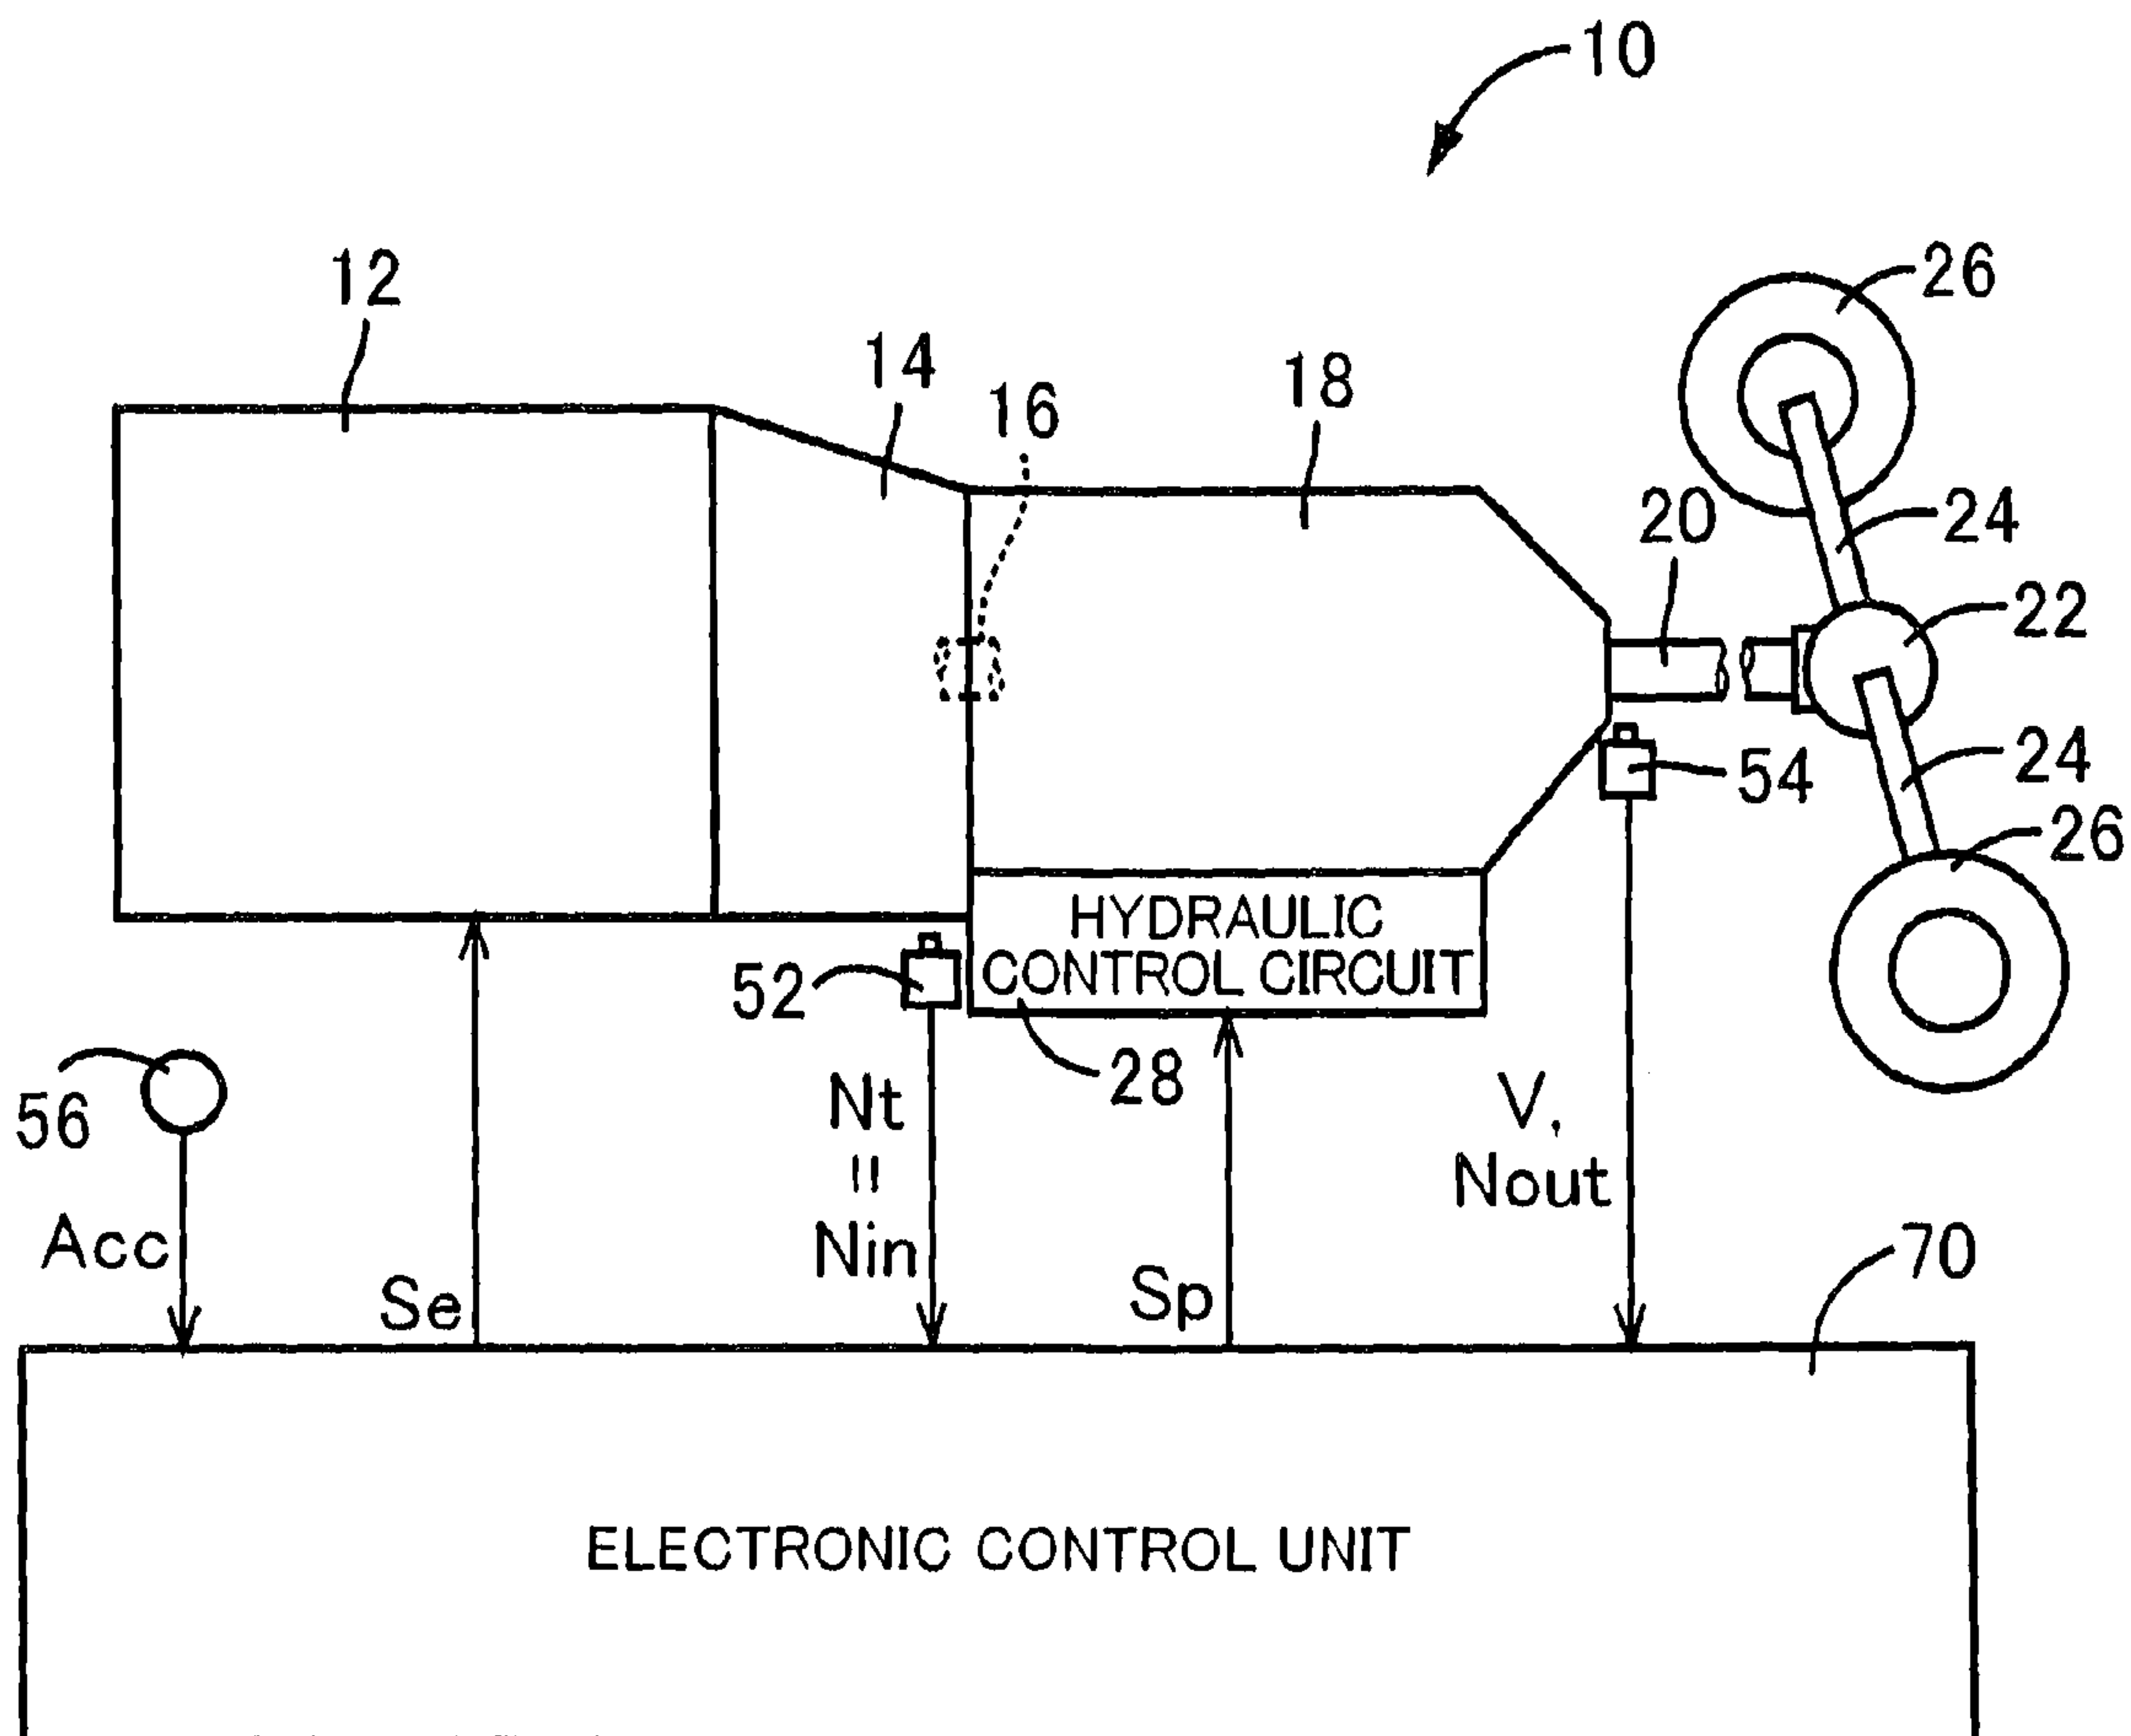 10
12
26
14
18
16
20
24
22
54
24
26
HYDRAULIC
CONTROL CIRCUIT
52
28
56
Nt
=
Nin
V,
Nout
Acc
Se
Sp
70
ELECTRONIC CONTROL UNIT